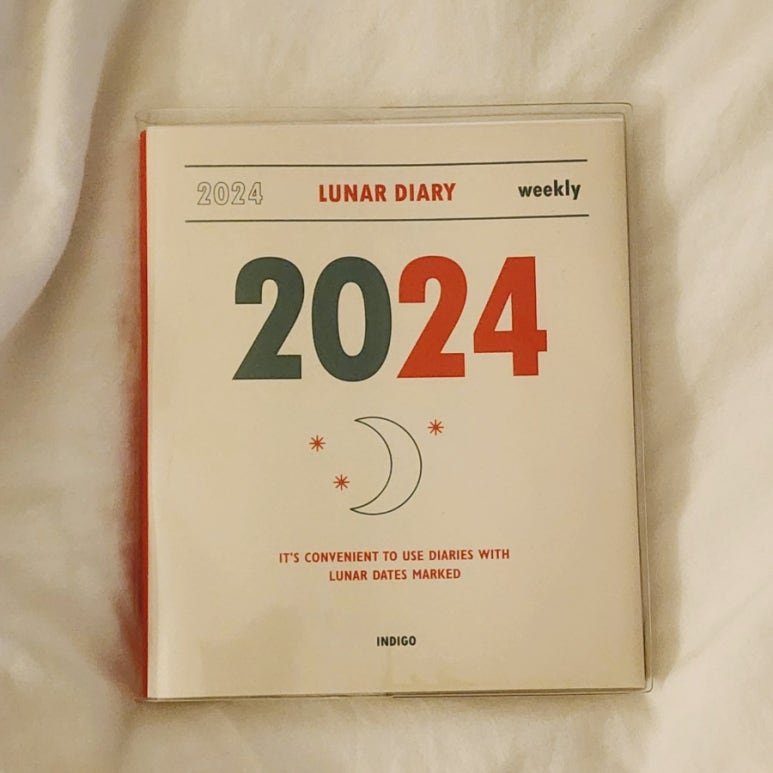 2024 LUNAR DIARY weekly
2024
IT'S CONVENIENT TO USE DIARIES WITH
LUNAR DATES MARKED
INDIGO